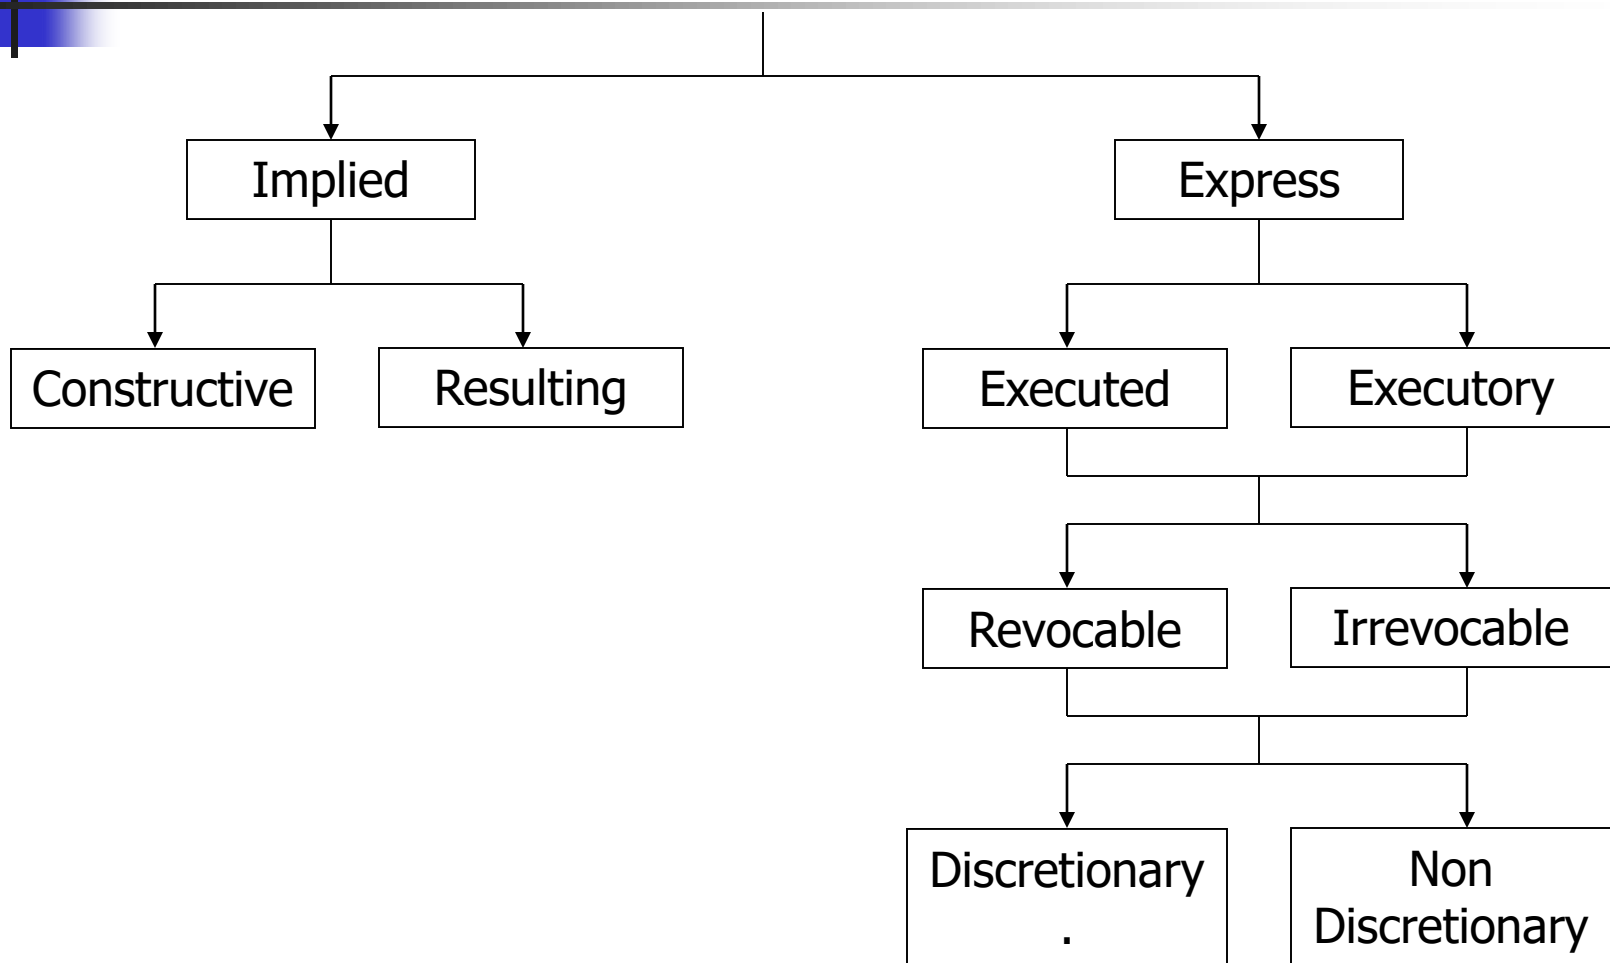 Implied
Express
Constructive
Resulting
Executed
Executory
Revocable
Irrevocable
Discretionary
.
Non
Discretionary